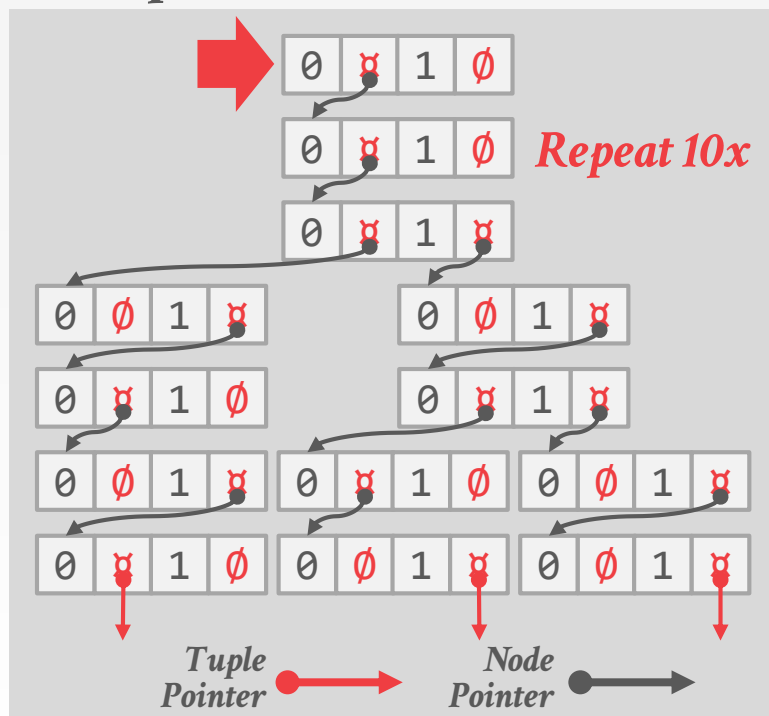 0 ¤ 1 Ø
0 ¤ 1 Ø
Repeat 10x
0 ¤ 1 ¤
0 Ø 1 ¤ 0 Ø 1 ¤
0 ¤ 1 Ø 0 ¤ 1 ¤
0 Ø 1 ¤ 0 ¤ 1 Ø 0 Ø 1 ¤
0 ¤ 1 Ø 0 Ø 1 ¤ 0 Ø 1 ¤
Tuple
Pointer
Node
Pointer